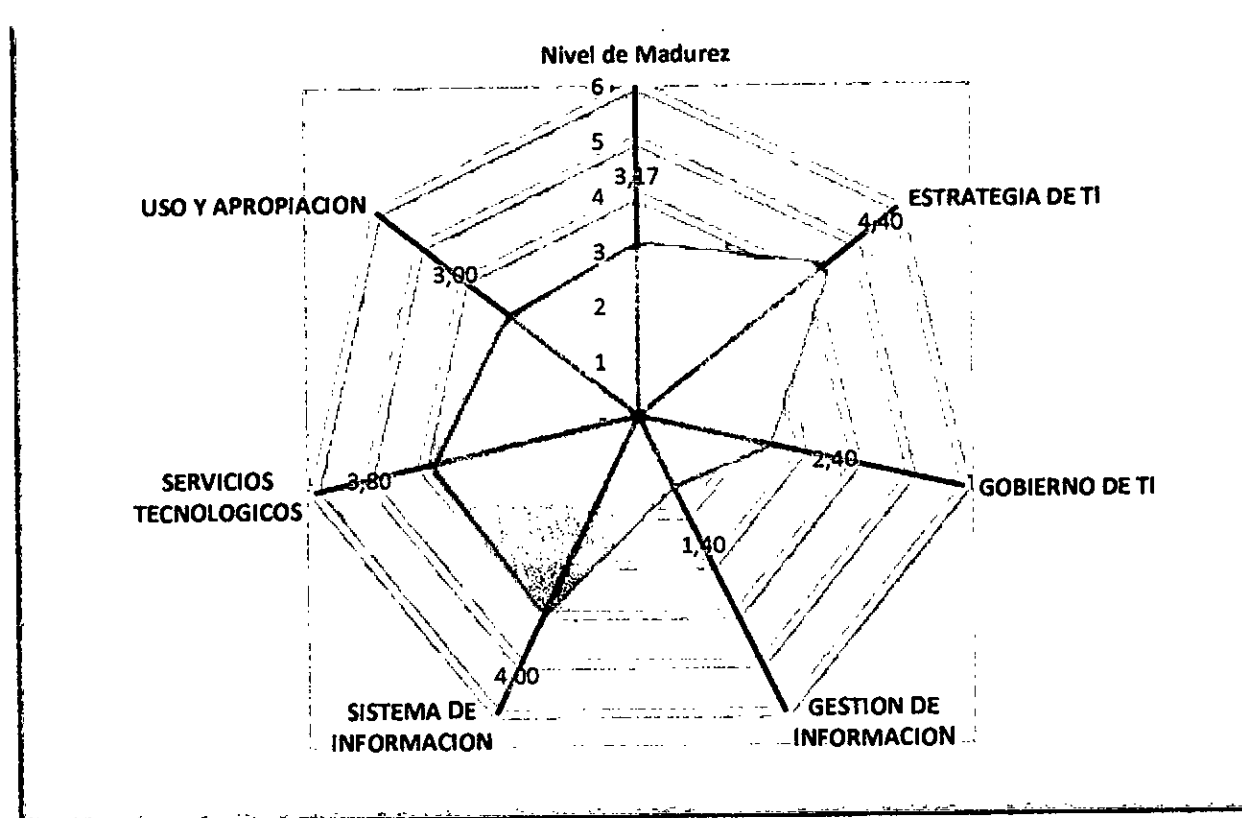 Nivel de Madurez
6
5
3,17
4
3
2
1
-
ESTRATEGIA DE TI
4,40
USO Y APROPIACION
3,00
SERVICIOS
TECNOLOGICOS
3,80
GOBIERNO DE TI
2,40
1,40
4,00
SISTEMA DE
INFORMACION
GESTION DE
INFORMACION